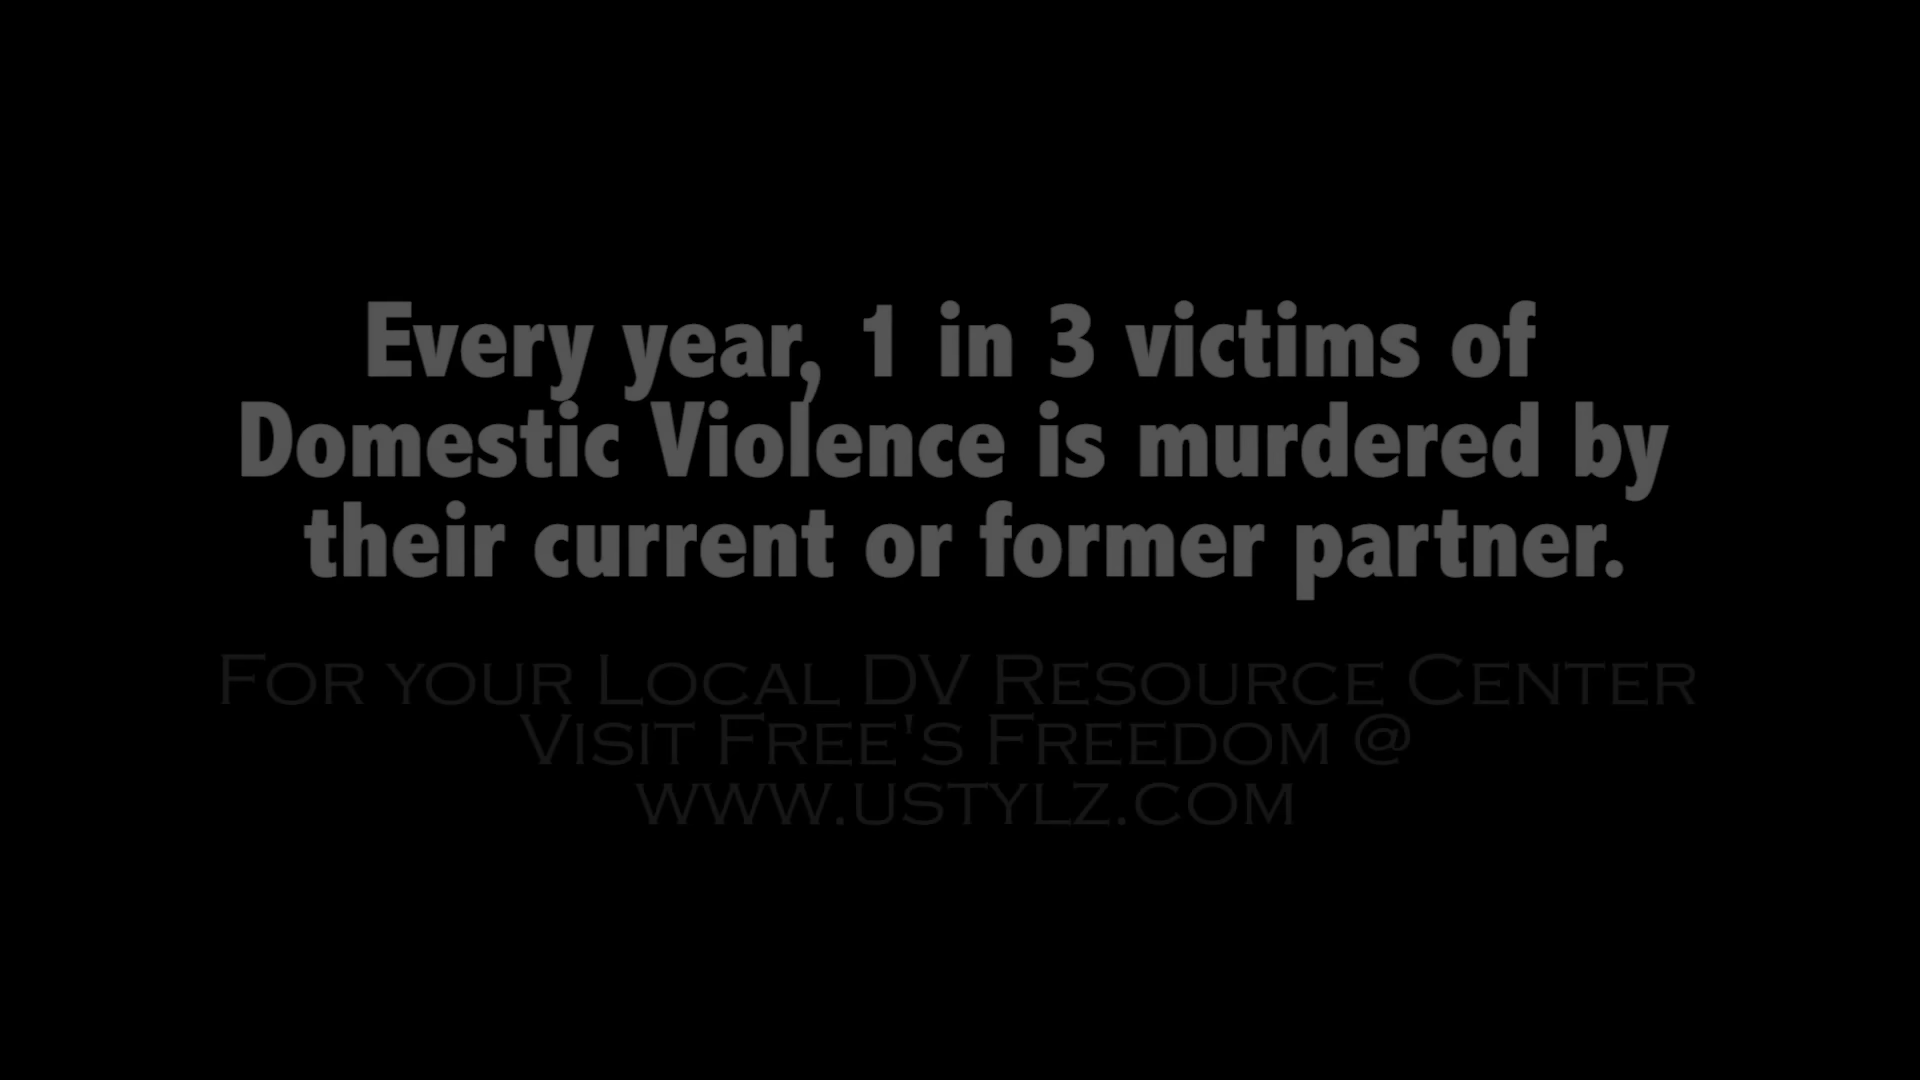 Every year, 1 in 3 victims of
Domestic Violence is murdered by
their current or former partner.
For your Local DV Resource Center
Visit Free's Freedom @
www.ustylz.com